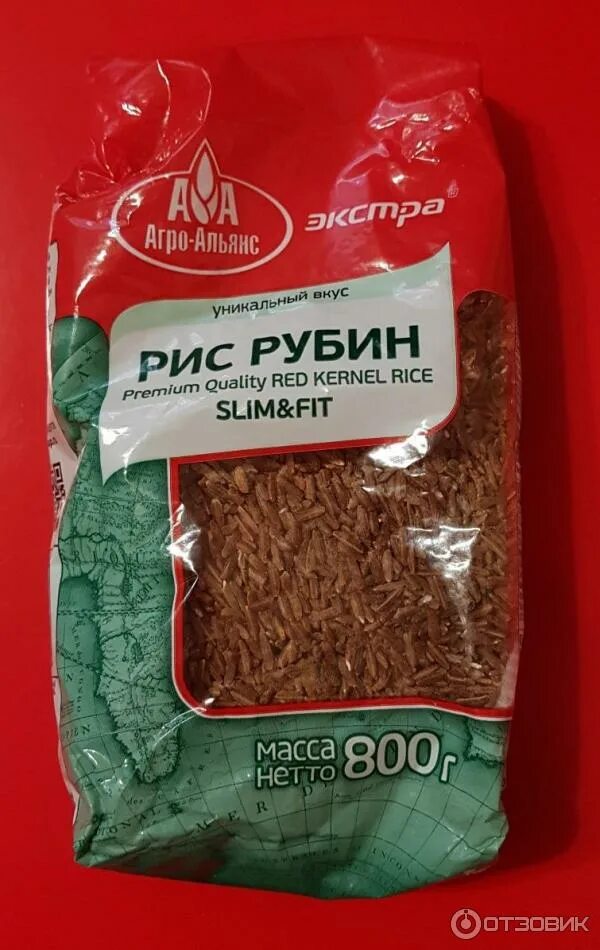 АА
Агро-Альянс
экстра®
уникальный вкус
РИС РУБИН
Premium Quality RED KERNEL RICE
SLIM&FIT
масса
нетто 800г
ОТЗОВИК